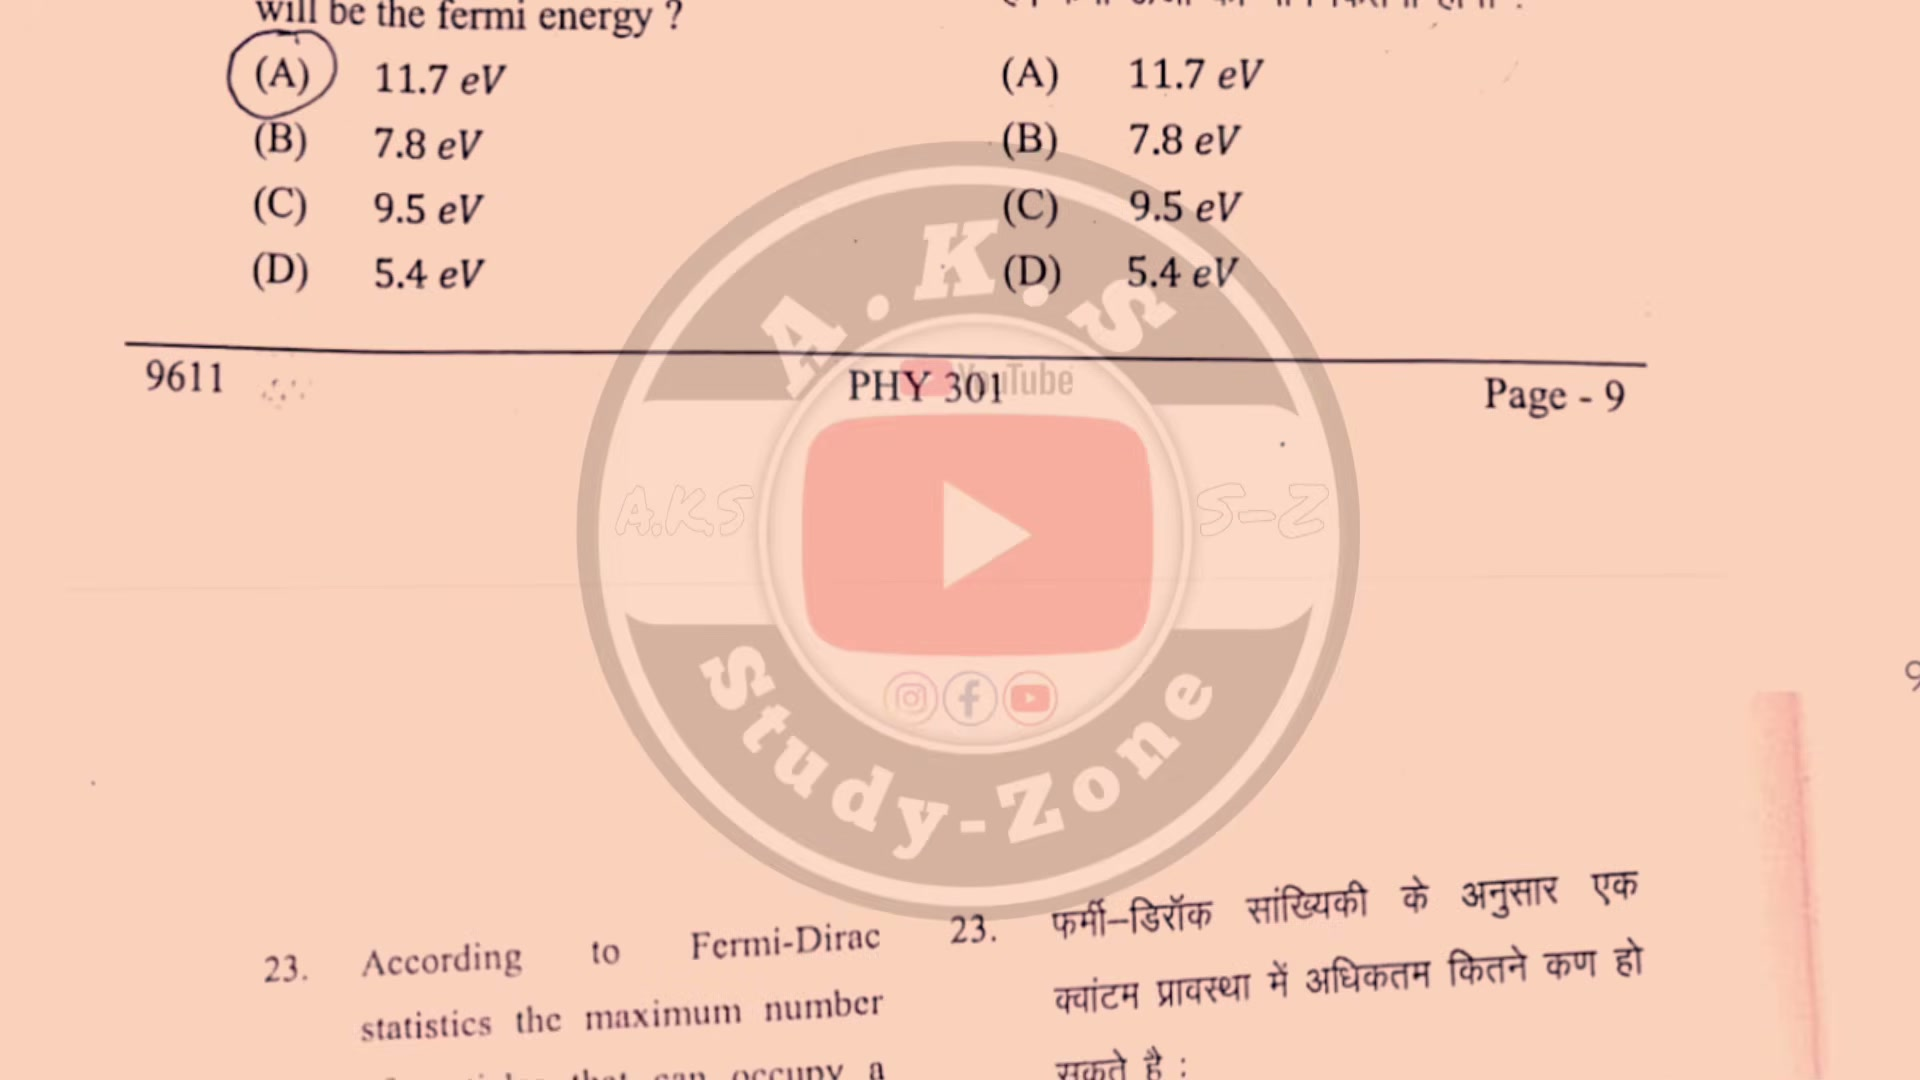 will be the fermi energy ?
(A) 11.7 eV
(B) 7.8 eV
(C) 9.5 eV
(D) 5.4 eV
(A) 11.7 eV
(B) 7.8 eV
(C) 9.5 eV
(D) 5.4 eV
9611 PHY 301 Page - 9
A.K.S
YouTube
A.K.S S-Z
Study-Zone
23. According to Fermi-Dirac
statistics the maximum number
that can occupy a
23. फर्मी–डिरॉक सांख्यिकी के अनुसार एक
क्वांटम प्रावस्था में अधिकतम कितने कण हो
सकते है :